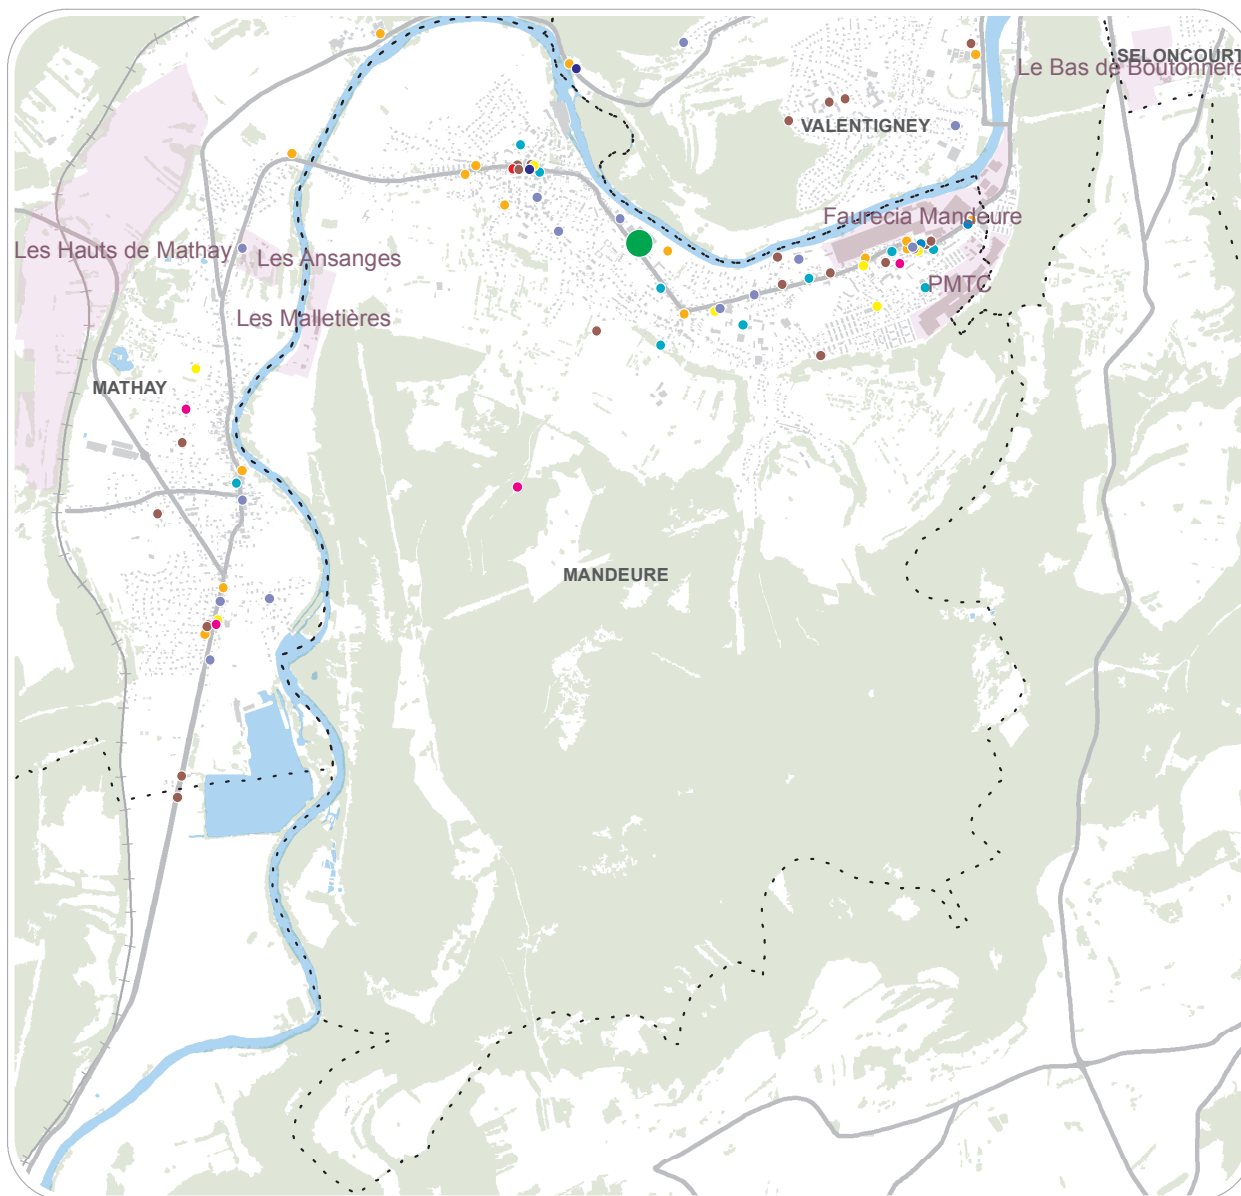 SELONCOURT
Le Bas de Boutonnere
VALENTIGNEY
Faurecia Mandeure
Les Hauts de Mathay
Les Ansanges
PMTC
Les Malletières
MATHAY
MANDEURE